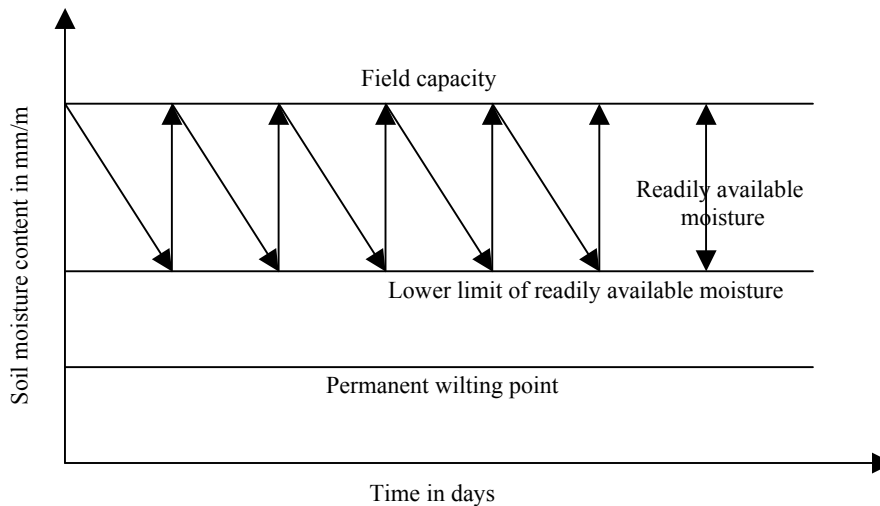 Field capacity
Soil moisture content in mm/m
Readily available
moisture
Lower limit of readily available moisture
Permanent wilting point
Time in days